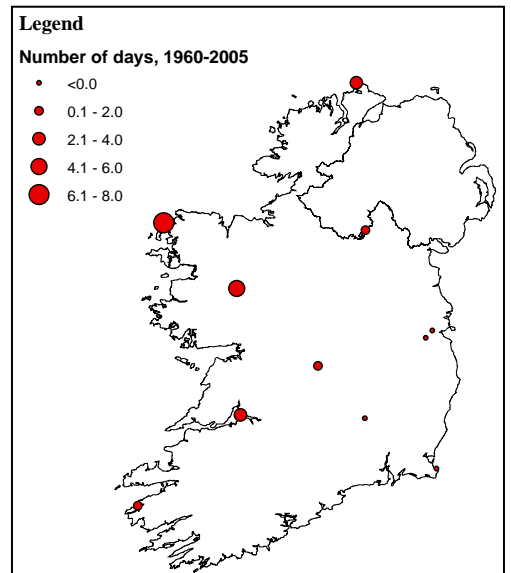 Legend
Number of days, 1960-2005
<0.0
0.1 - 2.0
2.1 - 4.0
4.1 - 6.0
6.1 - 8.0